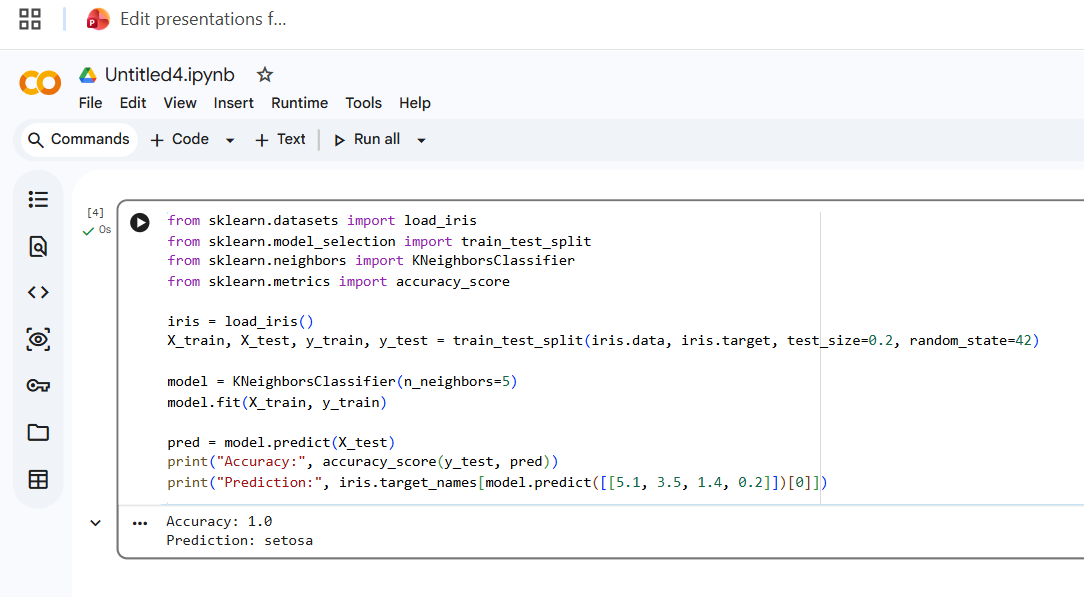 Edit presentations f...
Untitled4.ipynb
File Edit View Insert Runtime Tools Help
Commands + Code + Text Run all
[4]
0s
from sklearn.datasets import load_iris
from sklearn.model_selection import train_test_split
from sklearn.neighbors import KNeighborsClassifier
from sklearn.metrics import accuracy_score
iris = load_iris()
X_train, X_test, y_train, y_test = train_test_split(iris.data, iris.target, test_size=0.2, random_state=42)
model = KNeighborsClassifier(n_neighbors=5)
model.fit(X_train, y_train)
pred = model.predict(X_test)
print("Accuracy:", accuracy_score(y_test, pred))
print("Prediction:", iris.target_names[model.predict([[5.1, 3.5, 1.4, 0.2]])[0]])
Accuracy: 1.0
Prediction: setosa